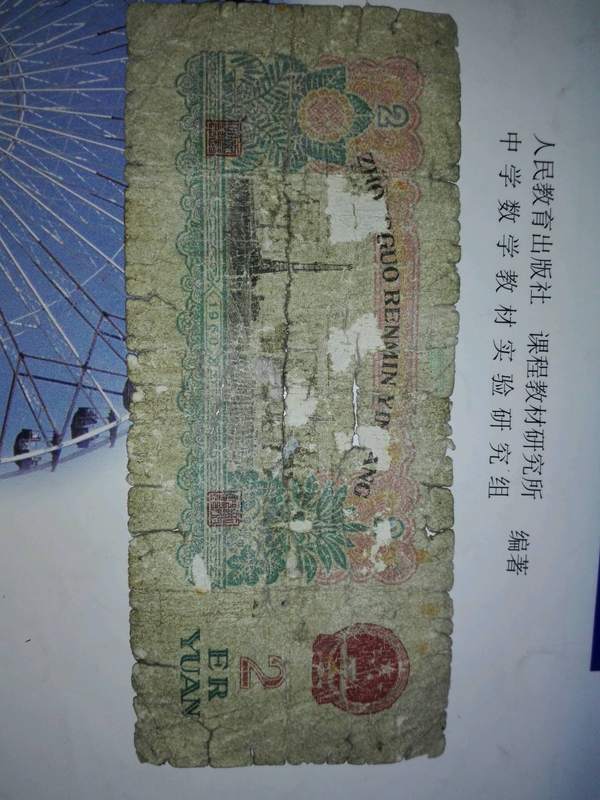 人民教育出版社 课程教材研究所
中学数学教材实验研究组 编著
2
GUO RENMIN
1960
2
ER
YUAN